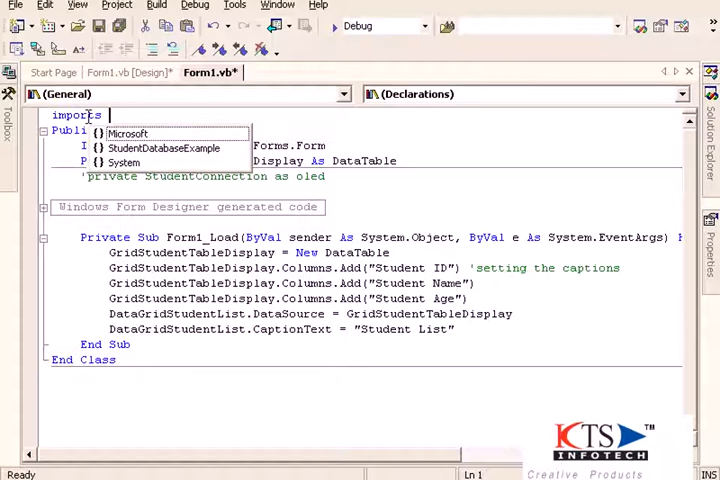 File Edit View Project Build Debug Tools Window Help
Debug
Start Page Form1.vb [Design]* Form1.vb*
(General) (Declarations)
Toolbox
imports
Publi
Microsoft
I Forms.Form
StudentDatabaseExample
P Display As DataTable
System
'private StudentConnection as oled
Windows Form Designer generated code
Private Sub Form1_Load(ByVal sender As System.Object, ByVal e As System.EventArgs) H
GridStudentTableDisplay = New DataTable
GridStudentTableDisplay.Columns.Add("Student ID") 'setting the captions
GridStudentTableDisplay.Columns.Add("Student Name")
GridStudentTableDisplay.Columns.Add("Student Age")
DataGridStudentList.DataSource = GridStudentTableDisplay
DataGridStudentList.CaptionText = "Student List"
End Sub
End Class
Properties
KTS TM
INFOTECH
Creative Products
Ready Ln 1 INS